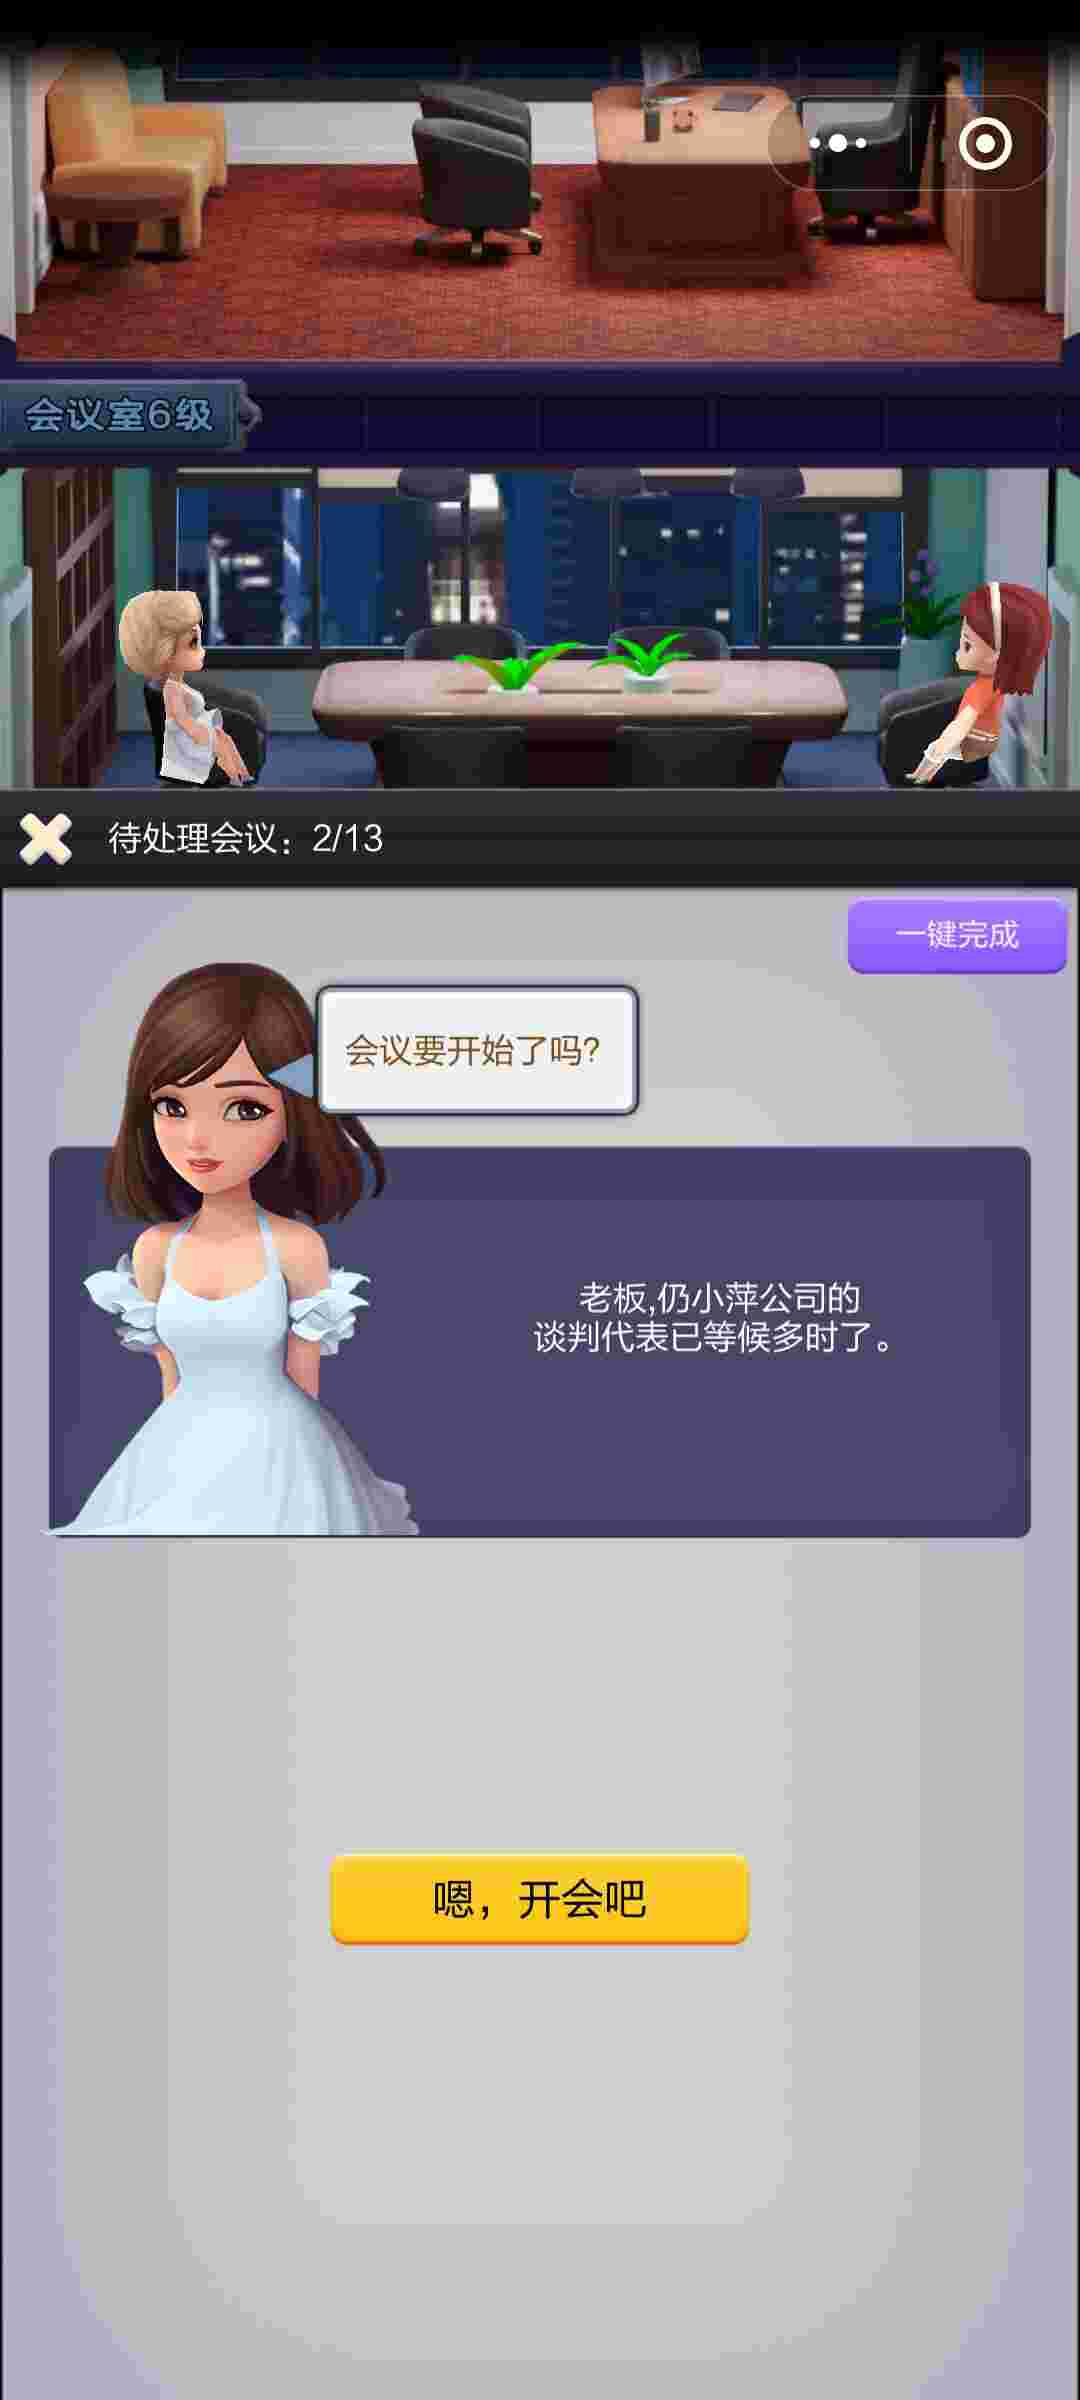 会议室6级
待处理会议：2/13
一键完成
会议要开始了吗?
老板,仍小萍公司的
谈判代表已等候多时了。
嗯，开会吧